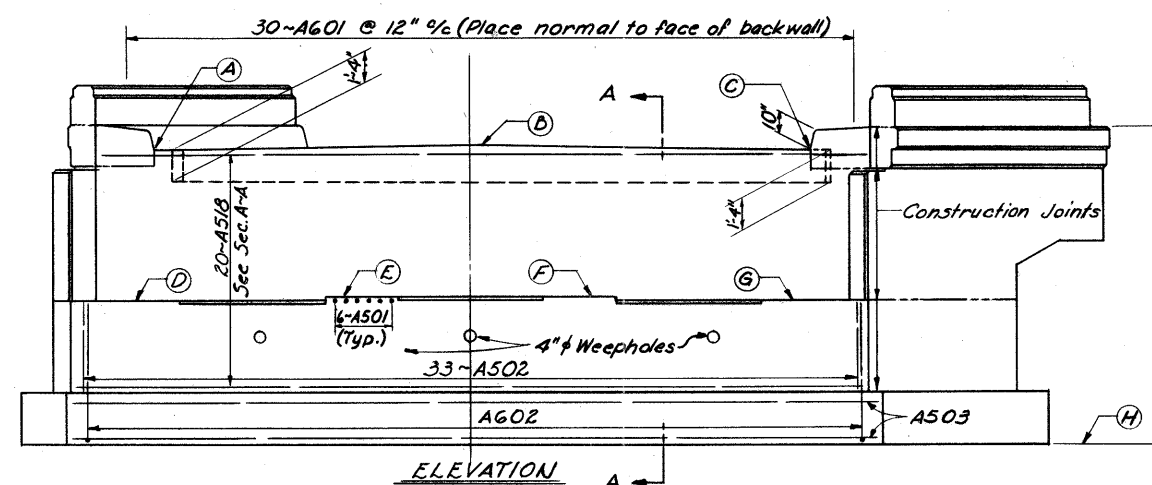 30~A601 @ 12" %c (Place normal to face of backwall)
1'-4"
A
A
C
10"
B
20~A518
See Sec. A~A
1'-4"
Construction Joints
D
E
F
G
6~A501
(Typ.)
4"ϕ Weepholes
33~A502
A602
A503
H
ELEVATION
A